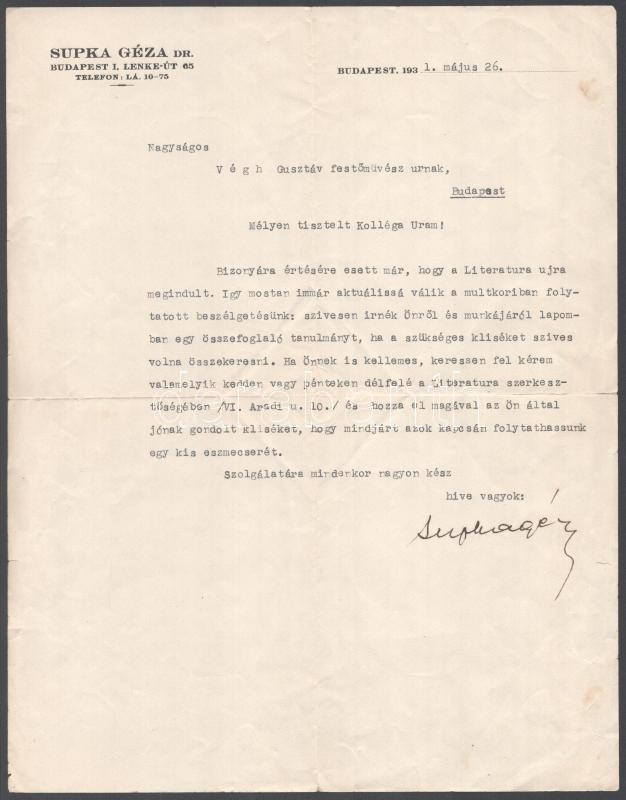 SUPKA GÉZA DR.
BUDAPEST I, LENKE-ÚT 65
TELEFON: LÁ. 10-75
BUDAPEST, 193 1. május 26.
Nagyságos
V é g h Gusztáv festőművész urnak,
Budapest
Mélyen tisztelt Kolléga Uram!
Bizonyára értésére esett már, hogy a Literatura ujra
megindult. Igy mostan immár aktuálissá válik a multkoriban foly-
tatott beszélgetésünk: szivesen irnék önről és murkájáról lapom-
ban egy összefoglaló tanulmányt, ha a szükséges kliséket szives
volna összekeresni. Ha Önnek is kellemes, keressen fel kérem
valamelyik kedden vagy pénteken délfelé a Literatura szerkesz-
tőségében /VI. Aradi u. 10./ és hozza el magával az Ön által
jónak gondolt kliséket, hogy mindjárt azok kapcsán folytathassunk
egy kis eszmecserét.
Szolgálatára mindenkor nagyon kész
hive vagyok:
Supka Géza